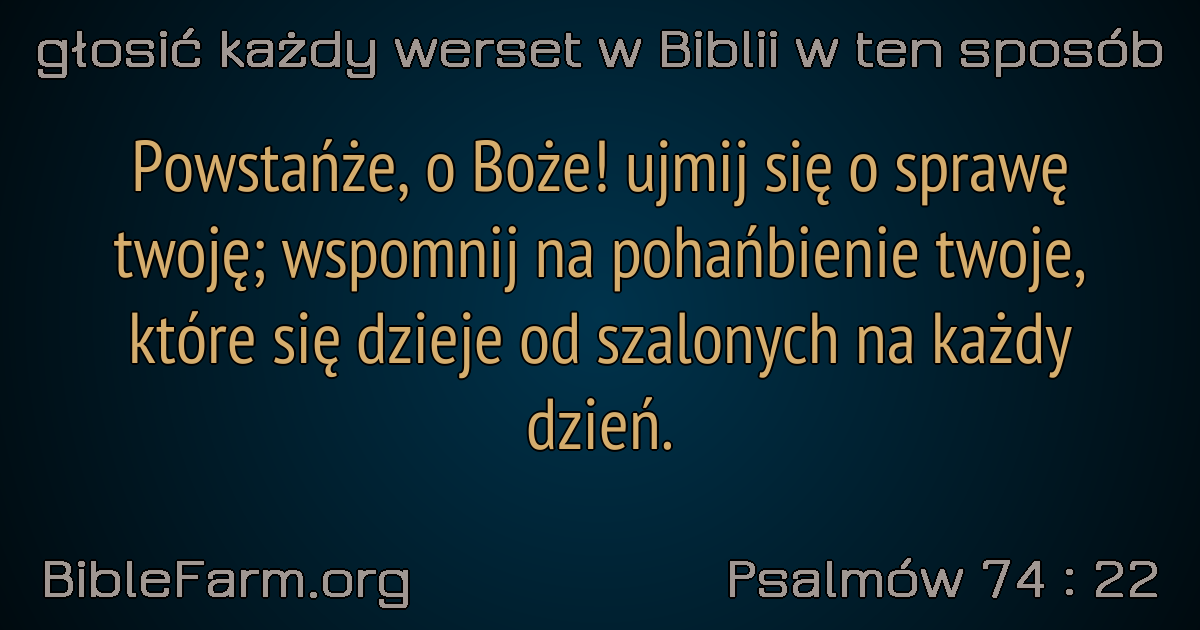 głosić każdy werset w Biblii w ten sposób
Powstańże, o Boże! ujmij się o sprawę
twoję; wspomnij na pohańbienie twoje,
które się dzieje od szalonych na każdy
dzień.
BibleFarm.org
Psalmów 74 : 22